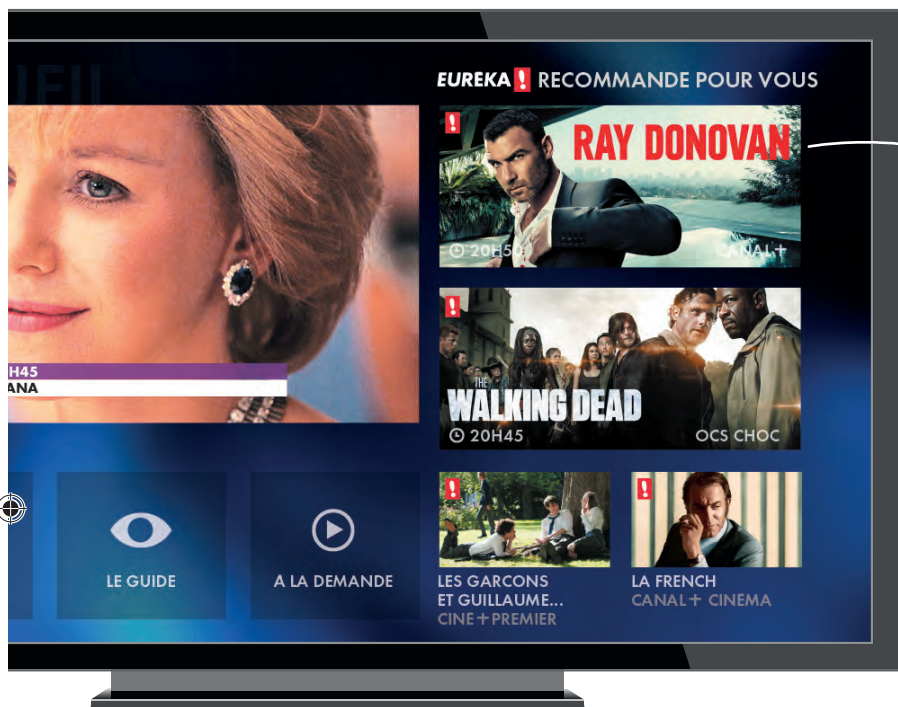 EUREKA! RECOMMANDE POUR VOUS
RAY DONOVAN
20H50
CANAL+
H45
ANA
THE
WALKING DEAD
20H45
OCS CHOC
LE GUIDE
A LA DEMANDE
LES GARCONS
ET GUILLAUME...
CINE+PREMIER
LA FRENCH
CANAL+ CINEMA